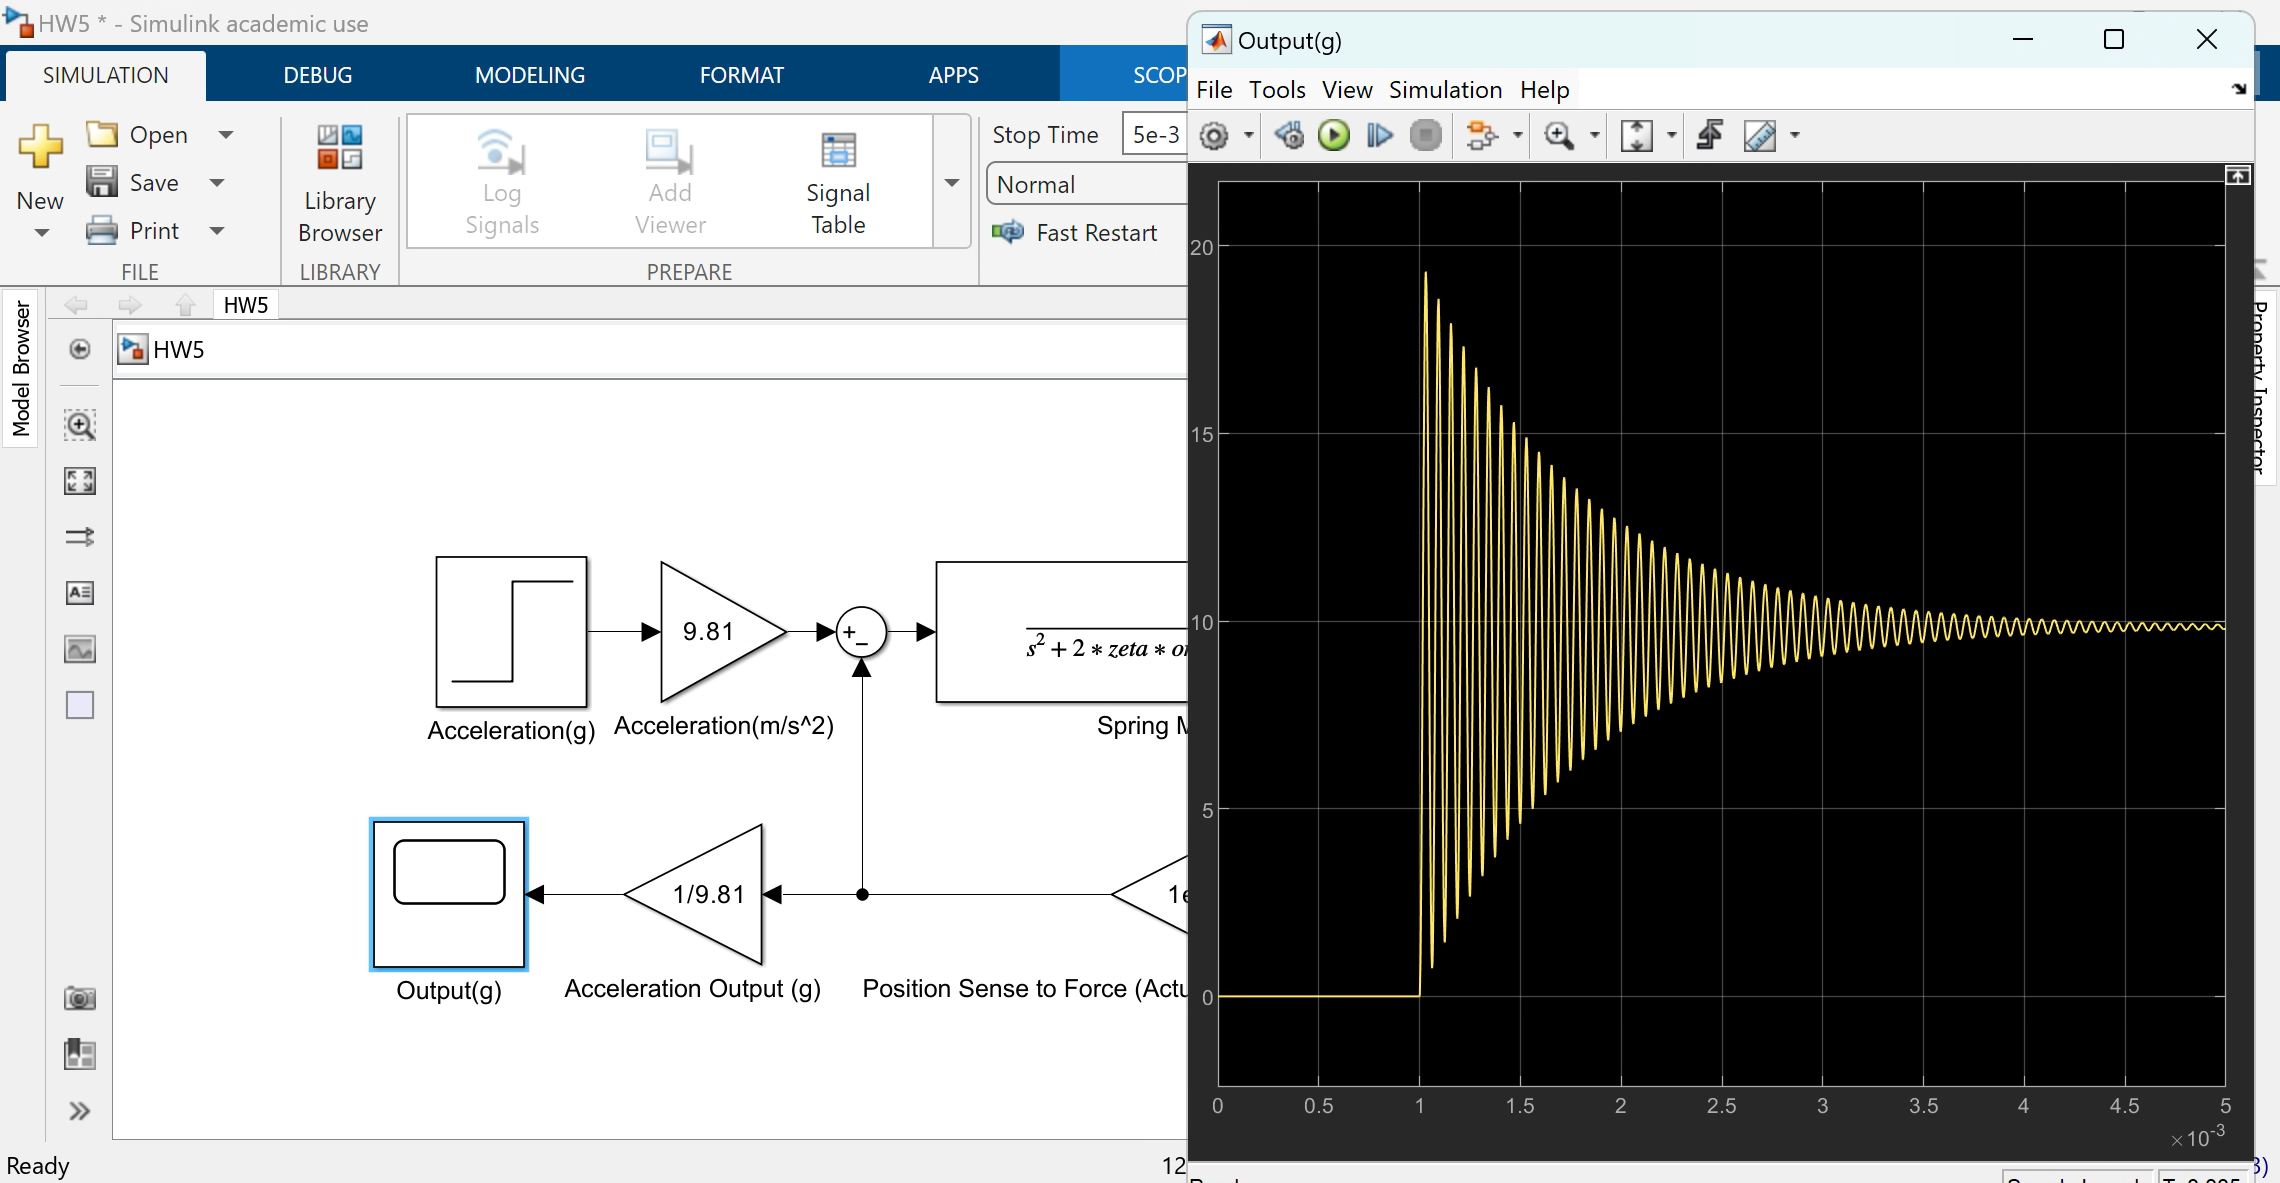 HW5 * - Simulink academic use
SIMULATION DEBUG MODELING FORMAT APPS SCOP
New
Open
Save
Print
FILE
Library
Browser
LIBRARY
Log
Signals
Add
Viewer
Signal
Table
PREPARE
Stop Time 5e-3
Normal
Fast Restart
Model Browser
HW5
HW5
Acceleration(g)
9.81
Acceleration(m/s^2)
+
−
s² + 2 * zeta * o
Spring M
Output(g)
1/9.81
Acceleration Output (g)
1e
Position Sense to Force (Actu
Ready
12
Output(g)
File Tools View Simulation Help
20
15
10
5
0
0 0.5 1 1.5 2 2.5 3 3.5 4 4.5 5
×10⁻³
Property Inspector
3)